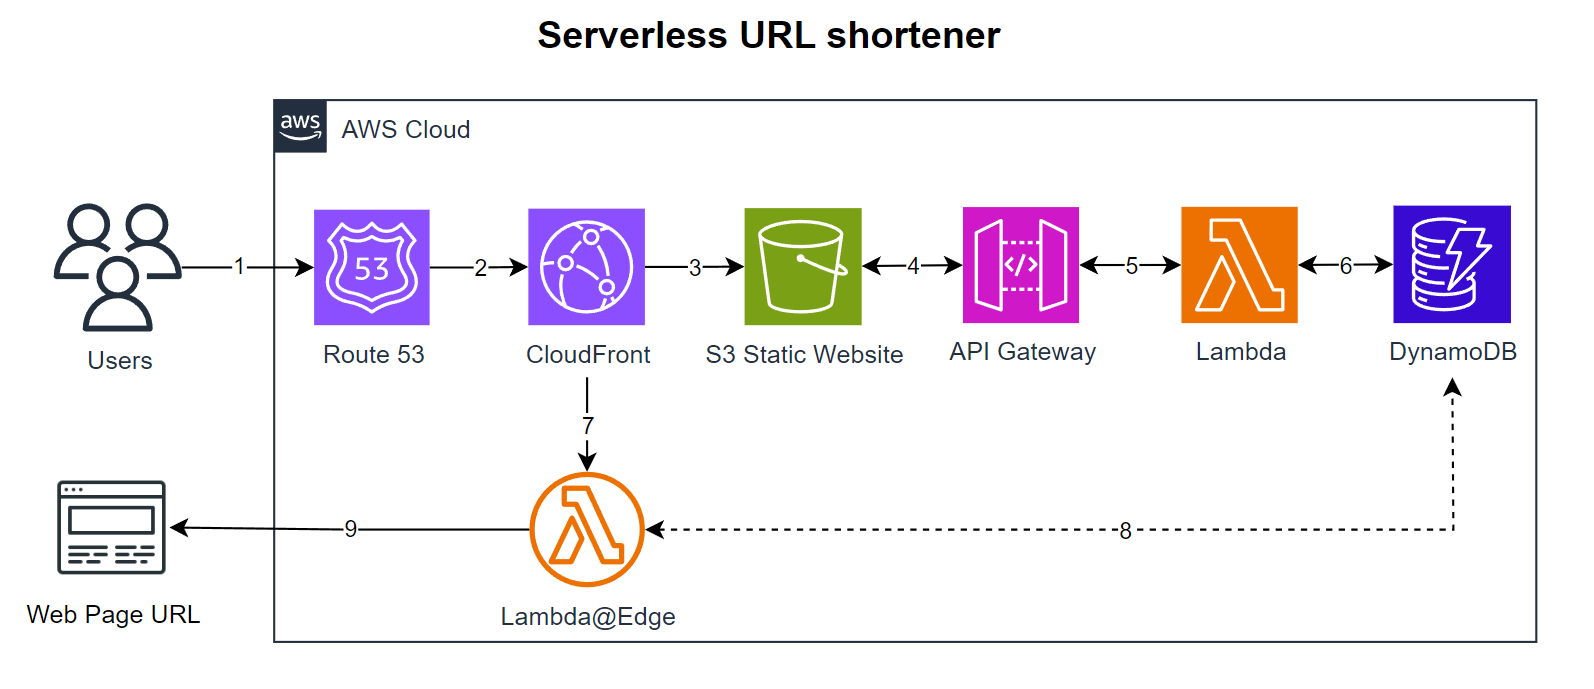 Serverless URL shortener
aws
AWS Cloud
1
53
2
3
4
</>
5
6
Users
Route 53
CloudFront
S3 Static Website
API Gateway
Lambda
DynamoDB
7
9
8
Web Page URL
Lambda@Edge